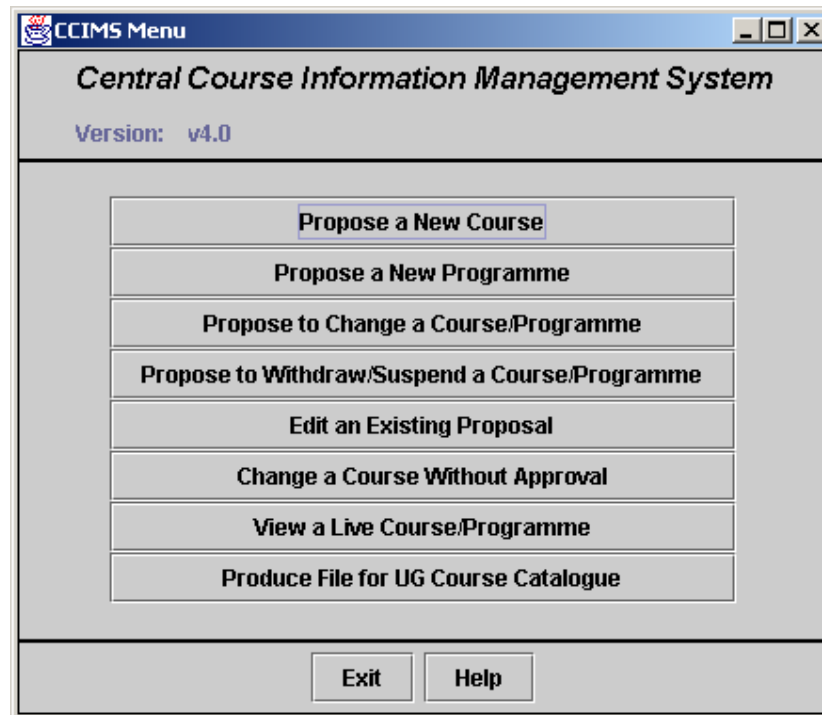 CCIMS Menu
Central Course Information Management System
Version: v4.0
Propose a New Course
Propose a New Programme
Propose to Change a Course/Programme
Propose to Withdraw/Suspend a Course/Programme
Edit an Existing Proposal
Change a Course Without Approval
View a Live Course/Programme
Produce File for UG Course Catalogue
Exit Help